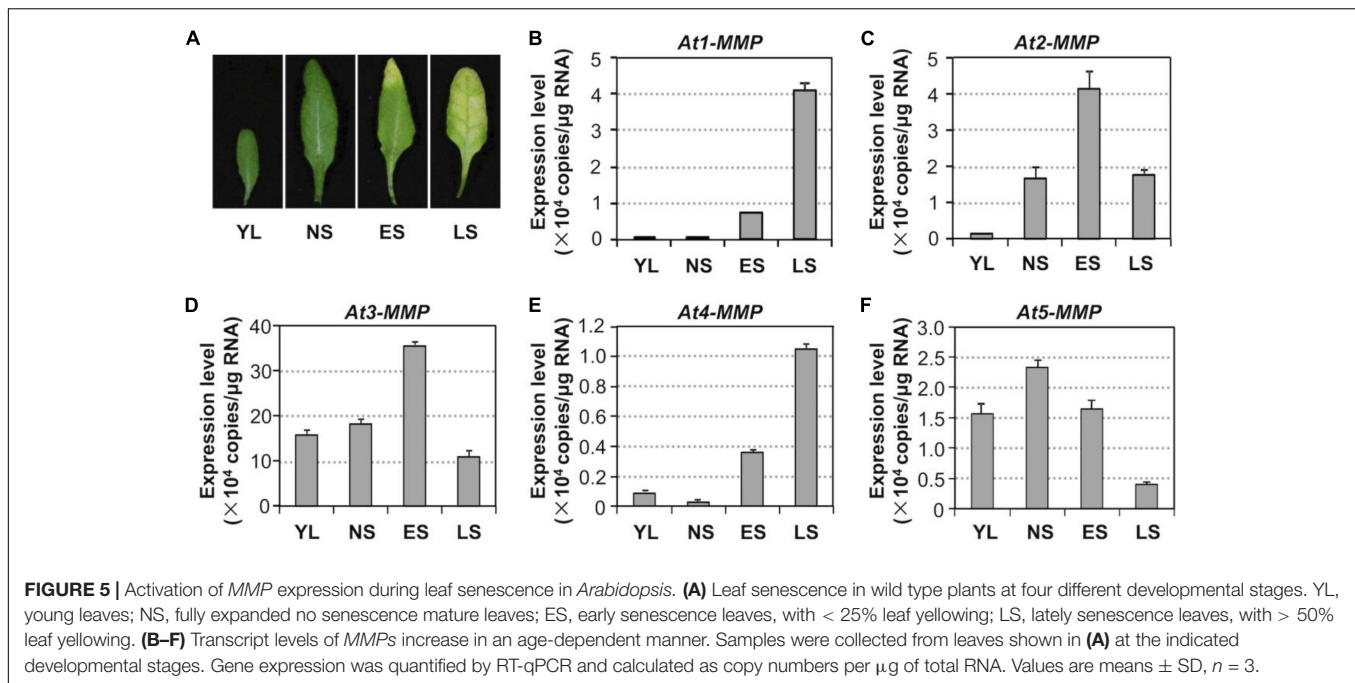 A
YL NS ES LS
B
At1-MMP
Expression level
(×10⁴ copies/µg RNA)
5
4
3
2
1
0
YL NS ES LS
C
At2-MMP
Expression level
(×10⁴ copies/µg RNA)
5
4
3
2
1
0
YL NS ES LS
D
At3-MMP
Expression level
(×10⁴ copies/µg RNA)
40
30
20
10
0
YL NS ES LS
E
At4-MMP
Expression level
(×10⁴ copies/µg RNA)
1.2
1.0
0.8
0.6
0.4
0.2
0
YL NS ES LS
F
At5-MMP
Expression level
(×10⁴ copies/µg RNA)
3.0
2.5
2.0
1.5
1.0
0.5
0
YL NS ES LS
FIGURE 5 | Activation of MMP expression during leaf senescence in Arabidopsis. (A) Leaf senescence in wild type plants at four different developmental stages. YL,
young leaves; NS, fully expanded no senescence mature leaves; ES, early senescence leaves, with < 25% leaf yellowing; LS, lately senescence leaves, with > 50%
leaf yellowing. (B–F) Transcript levels of MMPs increase in an age-dependent manner. Samples were collected from leaves shown in (A) at the indicated
developmental stages. Gene expression was quantified by RT-qPCR and calculated as copy numbers per µg of total RNA. Values are means ± SD, n = 3.